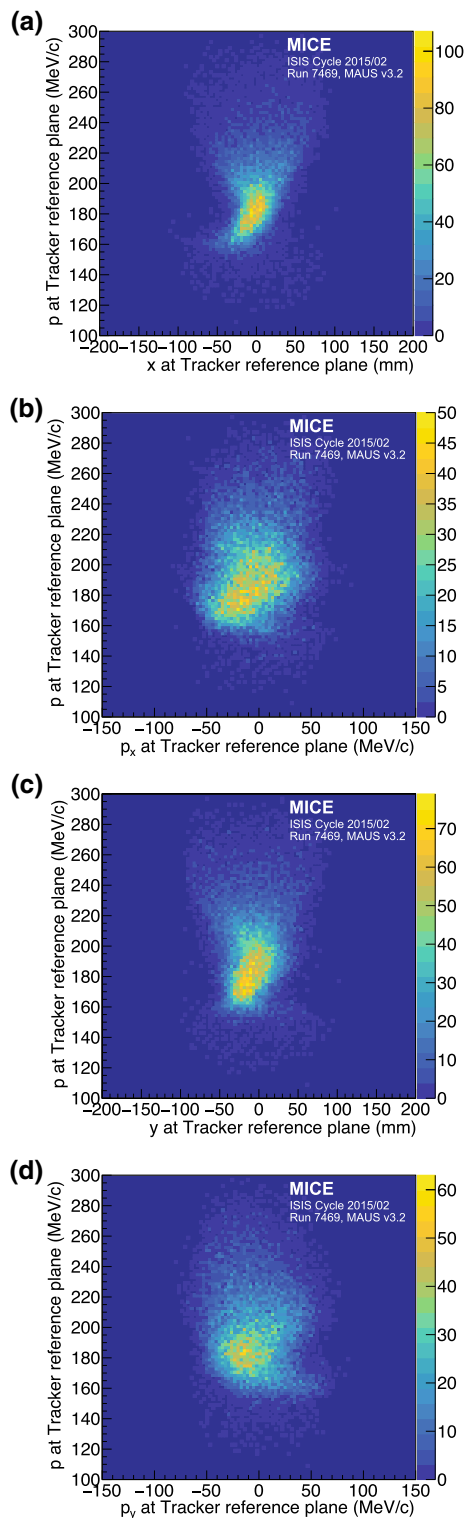 (a)
MICE
ISIS Cycle 2015/02
Run 7469, MAUS v3.2
p at Tracker reference plane (MeV/c)
300
280
260
240
220
200
180
160
140
120
100
−200−150−100 −50 0 50 100 150 200
x at Tracker reference plane (mm)
100
80
60
40
20
0
(b)
MICE
ISIS Cycle 2015/02
Run 7469, MAUS v3.2
p at Tracker reference plane (MeV/c)
300
280
260
240
220
200
180
160
140
120
100
−150 −100 −50 0 50 100 150
px at Tracker reference plane (MeV/c)
50
45
40
35
30
25
20
15
10
5
0
(c)
MICE
ISIS Cycle 2015/02
Run 7469, MAUS v3.2
p at Tracker reference plane (MeV/c)
300
280
260
240
220
200
180
160
140
120
100
−200 −150 −100 −50 0 50 100 150 200
y at Tracker reference plane (mm)
70
60
50
40
30
20
10
0
(d)
MICE
ISIS Cycle 2015/02
Run 7469, MAUS v3.2
p at Tracker reference plane (MeV/c)
300
280
260
240
220
200
180
160
140
120
100
−150 −100 −50 0 50 100 150
py at Tracker reference plane (MeV/c)
60
50
40
30
20
10
0